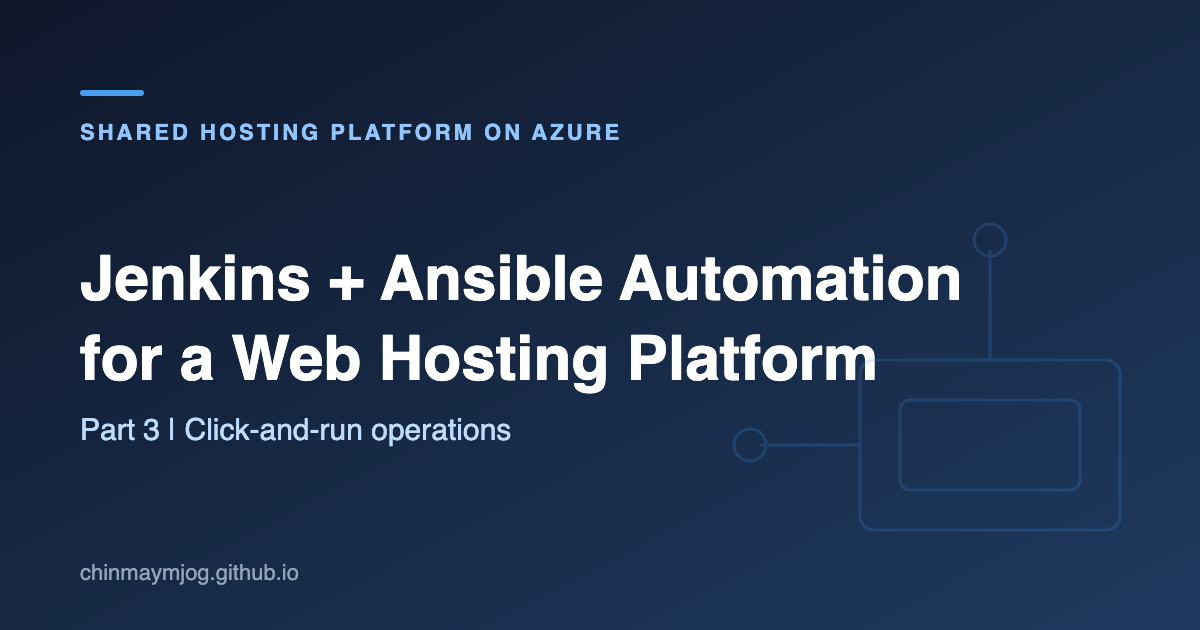 SHARED HOSTING PLATFORM ON AZURE
Jenkins + Ansible Automation
for a Web Hosting Platform
Part 3 | Click-and-run operations
chinmaymjog.github.io